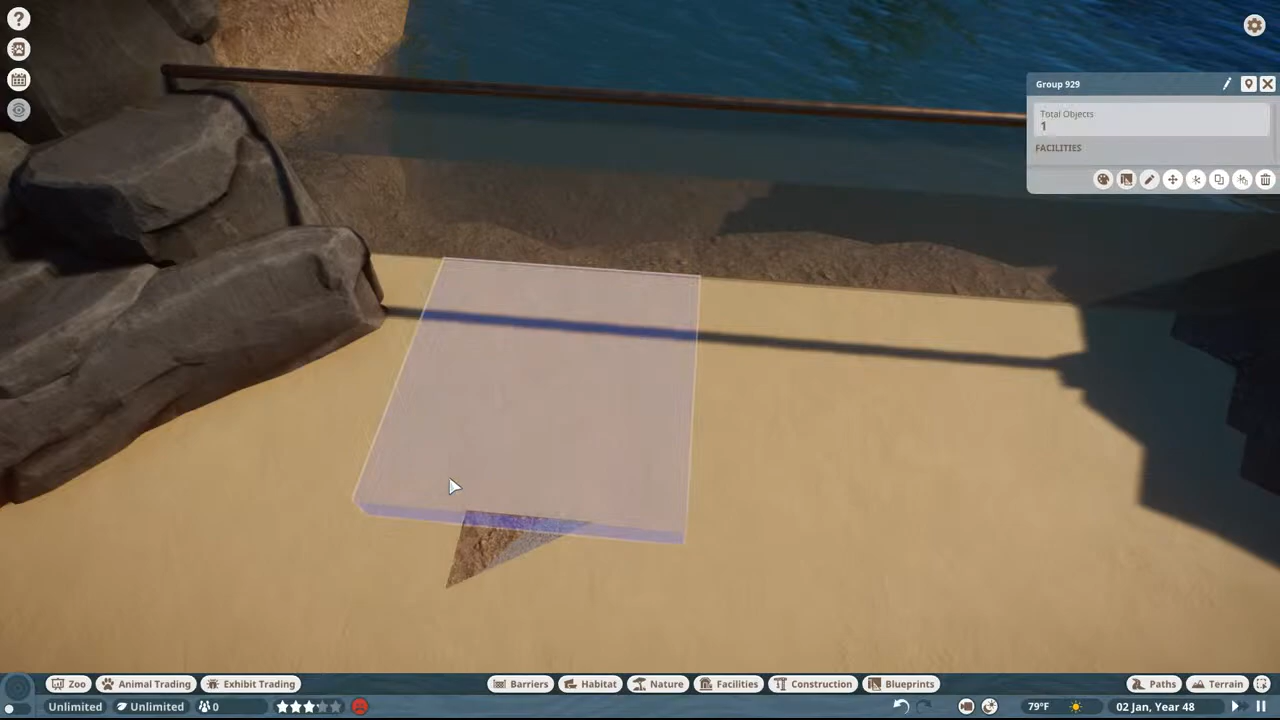 ?
Group 929
Total Objects
1
FACILITIES
Zoo
Animal Trading
Exhibit Trading
Barriers
Habitat
Nature
Facilities
Construction
Blueprints
Paths
Terrain
Unlimited
Unlimited
0
79°F
02 Jan, Year 48